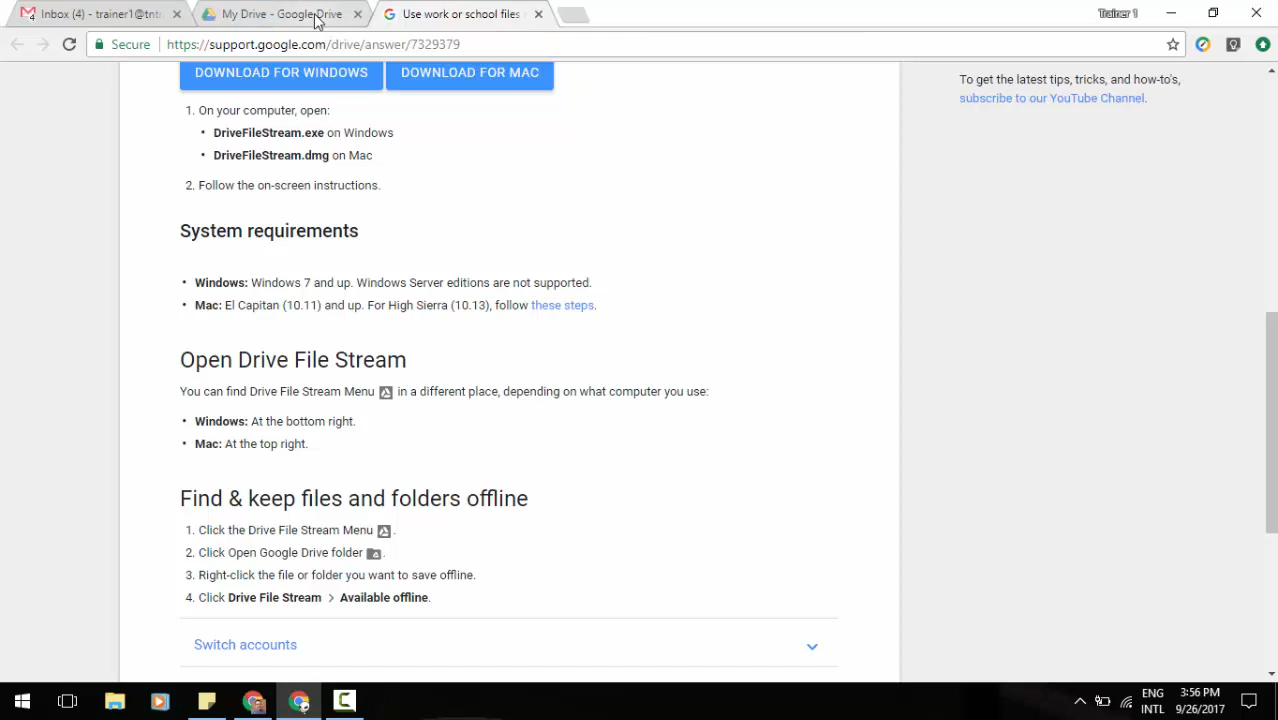 Inbox (4) - trainer1@tntr
My Drive - Google Drive
Use work or school files
Trainer 1
Secure
https://support.google.com/drive/answer/7329379
DOWNLOAD FOR WINDOWS
DOWNLOAD FOR MAC
To get the latest tips, tricks, and how-to's,
subscribe to our YouTube Channel.
1. On your computer, open:
• DriveFileStream.exe on Windows
• DriveFileStream.dmg on Mac
2. Follow the on-screen instructions.
System requirements
• Windows: Windows 7 and up. Windows Server editions are not supported.
• Mac: El Capitan (10.11) and up. For High Sierra (10.13), follow these steps.
Open Drive File Stream
You can find Drive File Stream Menu in a different place, depending on what computer you use:
• Windows: At the bottom right.
• Mac: At the top right.
Find & keep files and folders offline
1. Click the Drive File Stream Menu .
2. Click Open Google Drive folder .
3. Right-click the file or folder you want to save offline.
4. Click Drive File Stream > Available offline.
Switch accounts
ENG
INTL
3:56 PM
9/26/2017